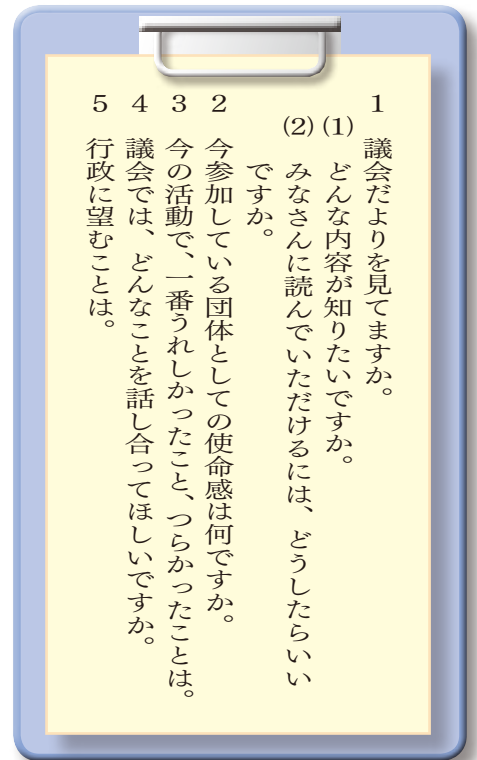 1 議会だよりを見てますか。
(1) どんな内容が知りたいですか。
(2) みなさんに読んでいただけるには、どうしたらいい
ですか。
2 今参加している団体としての使命感は何ですか。
3 今の活動で、一番うれしかったこと、つらかったことは。
4 議会では、どんなことを話し合ってほしいですか。
5 行政に望むことは。